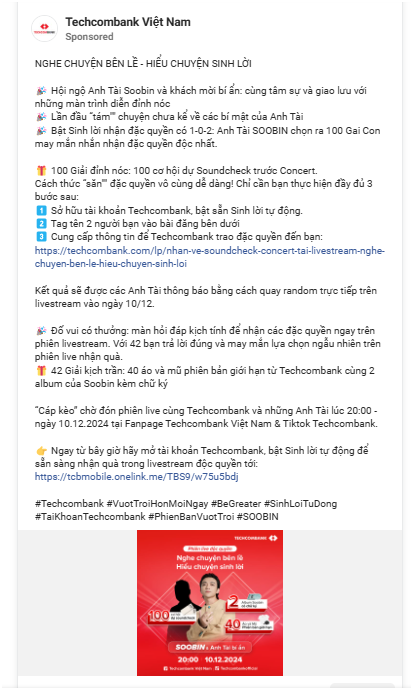 Techcombank Việt Nam
Sponsored
NGHE CHUYỆN BÊN LỀ - HIỂU CHUYỆN SINH LỜI
🎉 Hội ngộ Anh Tài Soobin và khách mời bí ẩn: cùng tâm sự và giao lưu với
những màn trình diễn đỉnh nóc
🎉 Lần đầu “tám"" chuyện chưa kể về các bí mật của Anh Tài
🎉 Bật Sinh lời nhận đặc quyền có 1-0-2: Anh Tài SOOBIN chọn ra 100 Gai Con
may mắn nhắn nhận đặc quyền độc nhất.
🎁 100 Giải đỉnh nóc: 100 cơ hội dự Soundcheck trước Concert.
Cách thức “săn"" đặc quyền vô cùng dễ dàng! Chỉ cần bạn thực hiện đầy đủ 3
bước sau:
1️⃣ Sở hữu tài khoản Techcombank, bật sẵn Sinh lời tự động.
2️⃣ Tag tên 2 người bạn vào bài đăng bên dưới
3️⃣ Cung cấp thông tin để Techcombank trao đặc quyền đến bạn:
https://techcombank.com/lp/nhan-ve-soundcheck-concert-tai-livestream-nghe-
chuyen-ben-le-hieu-chuyen-sinh-loi
Kết quả sẽ được các Anh Tài thông báo bằng cách quay random trực tiếp trên
livestream vào ngày 10/12.
🎉 Đố vui có thưởng: màn hỏi đáp kịch tính để nhận các đặc quyền ngay trên
phiên livestream. Với 42 bạn trả lời đúng và may mắn lựa chọn ngẫu nhiên trên
phiên live nhận quà.
🎁 42 Giải kịch trần: 40 áo và mũ phiên bản giới hạn từ Techcombank cùng 2
album của Soobin kèm chữ ký
“Cáp kèo” chờ đón phiên live cùng Techcombank và những Anh Tài lúc 20:00 -
ngày 10.12.2024 tại Fanpage Techcombank Việt Nam & Tiktok Techcombank.
👉 Ngay từ bây giờ hãy mở tài khoản Techcombank, bật Sinh lời tự động để
sẵn sàng nhận quà trong livestream độc quyền tới:
https://tcbmobile.onelink.me/TBS9/w75u5bdj
#Techcombank #VuotTroiHonMoiNgay #BeGreater #SinhLoiTuDong
#TaiKhoanTechcombank #PhienBanVuotTroi #SOOBIN
TECHCOMBANK
Phiên live độc quyền
Nghe chuyện bên lề
Hiểu chuyện sinh lời
100
2
40
SOOBIN x Anh Tài bí ẩn
20:00 10.12.2024
Techcombank Việt Nam